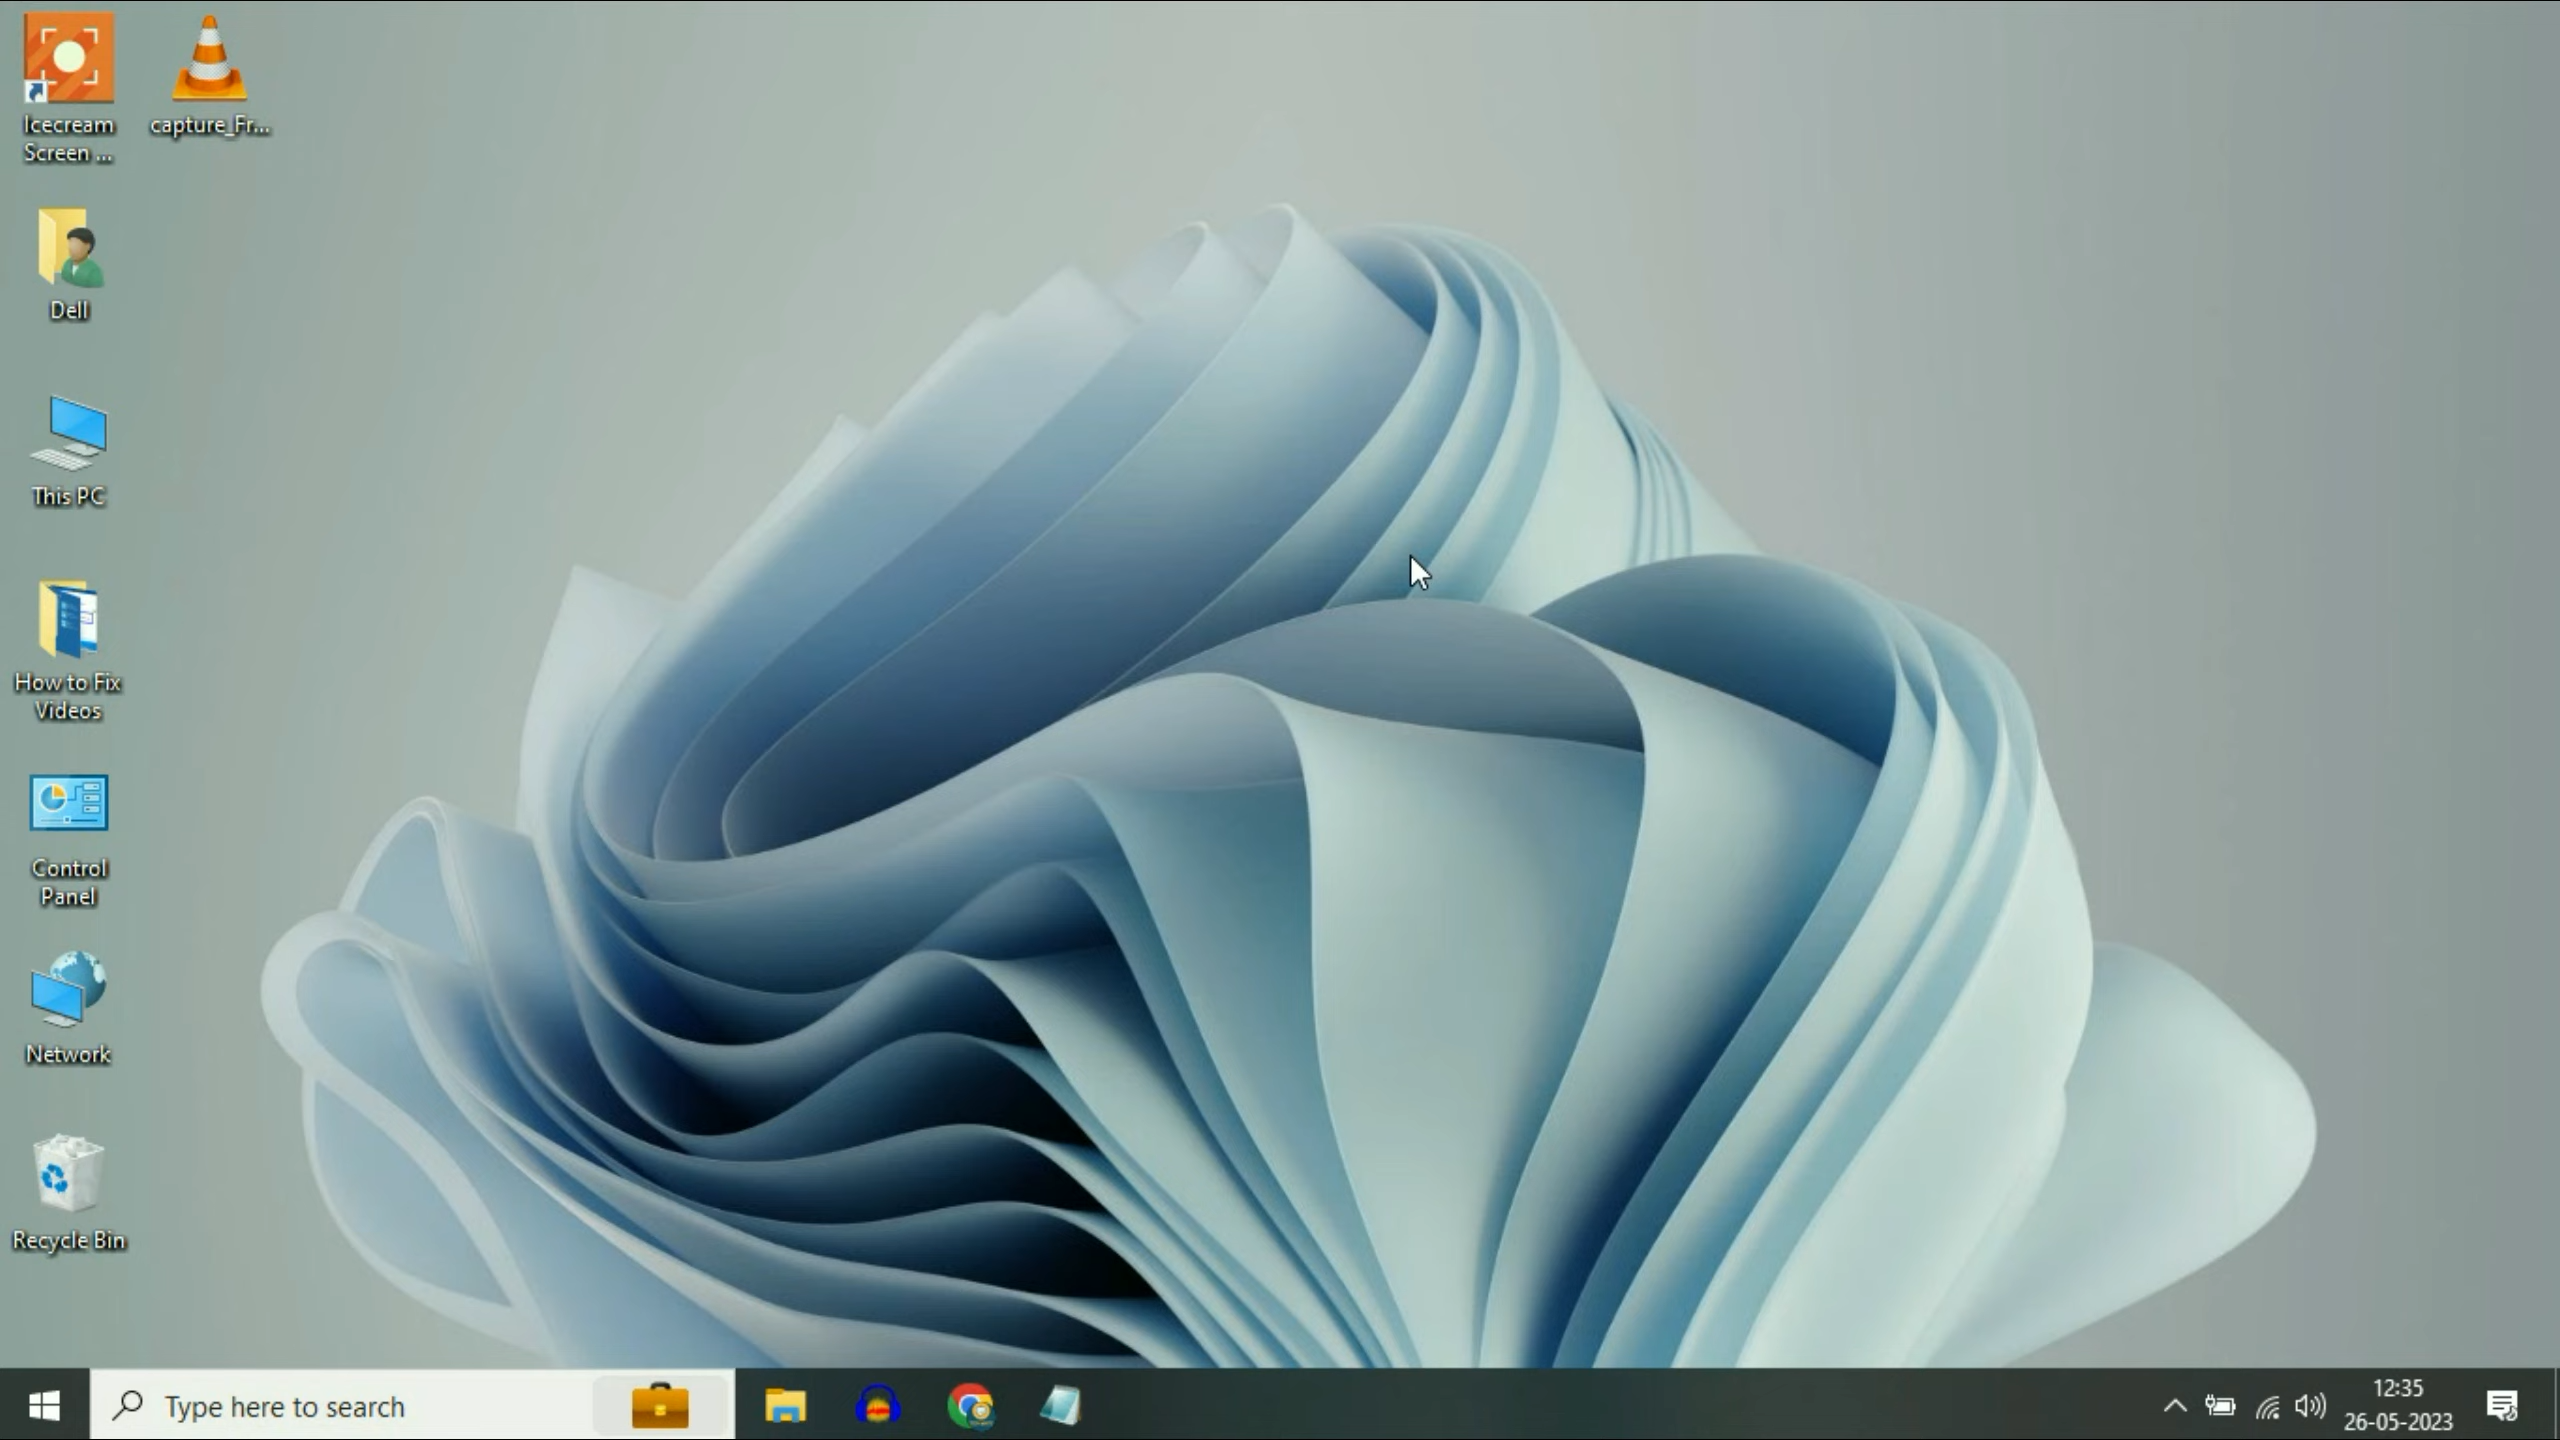 Icecream
Screen ...
capture_Fr...
Dell
This PC
How to Fix
Videos
Control
Panel
Network
Recycle Bin
Type here to search
12:35
26-05-2023